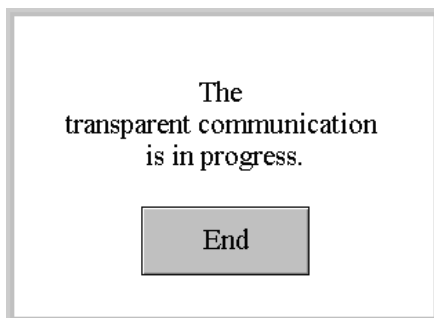 The
transparent communication
is in progress.
End